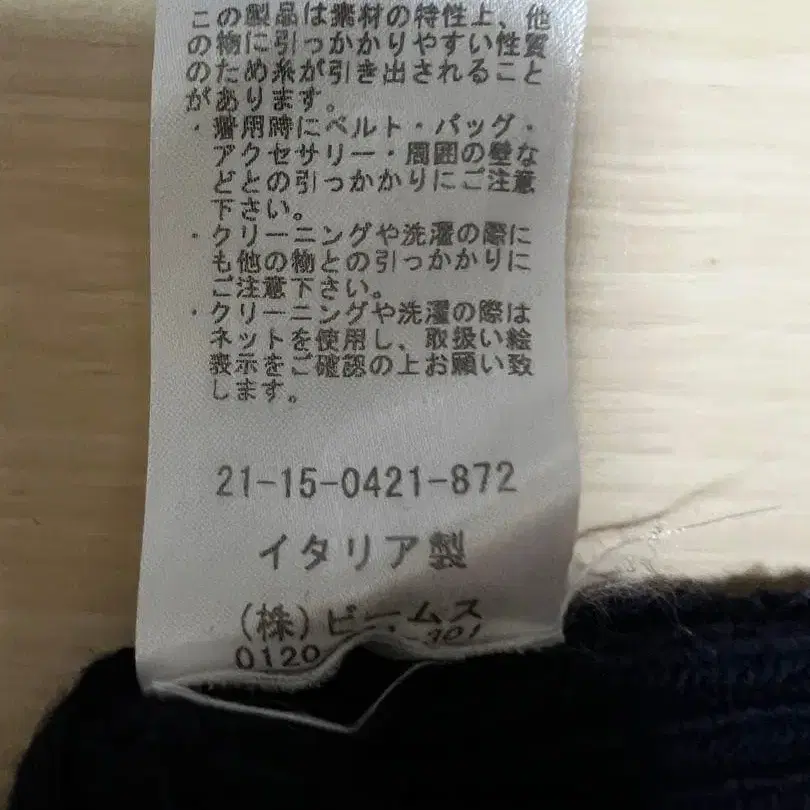 この製品は素材の特性上、他
の物に引っかかりやすい性質
のため糸が引き出されること
があります。
・着用時にベルト・バッグ・
アクセサリー・周囲の壁な
どとの引っかかりにご注意
下さい。
・クリーニングや洗濯の際に
も他の物との引っかかりに
ご注意下さい。
・クリーニングや洗濯の際は
ネットを使用し、取扱い絵
表示をご確認の上お願い致
します。
21-15-0421-872
イタリア製
(株)ビームス
0120